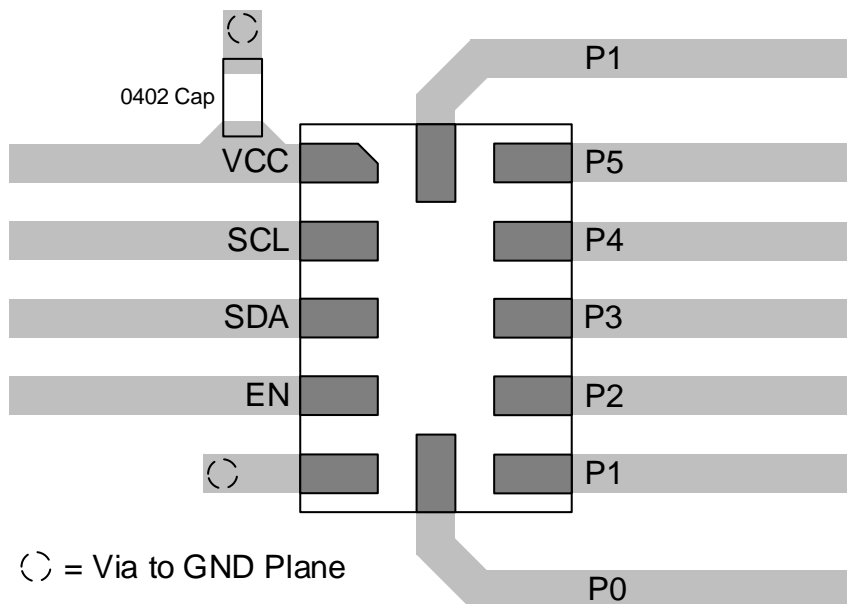 P1
0402 Cap
VCC
P5
SCL
P4
SDA
P3
EN
P2
P1
= Via to GND Plane
P0